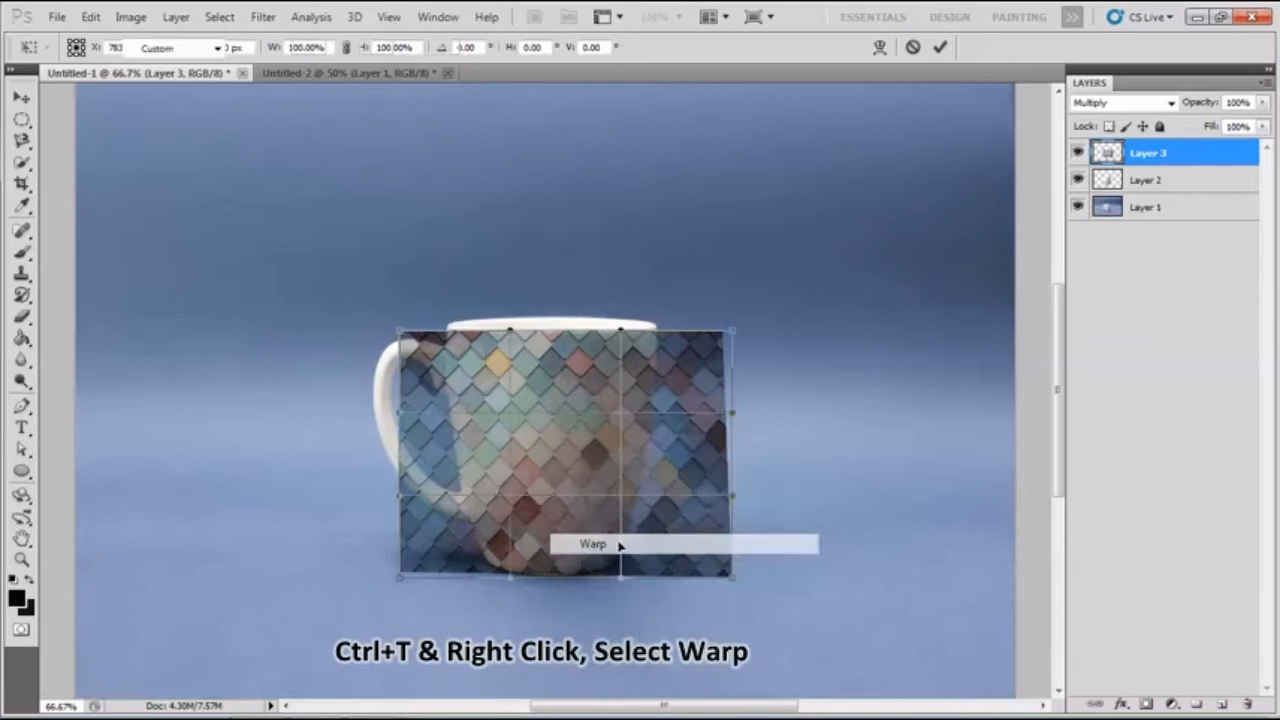 Ps File Edit Image Layer Select Filter Analysis 3D View Window Help 100% ESSENTIALS DESIGN PAINTING CS Live
X: 783 Custom px W: 100.00% H: 100.00% 0.00 ° H: 0.00 ° V: 0.00 °
Untitled-1 @ 66.7% (Layer 3, RGB/8) * Untitled-2 @ 50% (Layer 1, RGB/8) *
LAYERS
Multiply Opacity: 100%
Lock: Fill: 100%
Layer 3
Layer 2
Layer 1
Warp
Ctrl+T & Right Click, Select Warp
66.67% Doc: 4.30M/7.57M